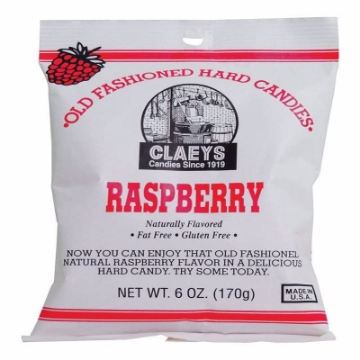 •OLD FASHIONED HARD CANDIES•
CLAEYS
Candies Since 1919
RASPBERRY
Naturally Flavored
• Fat Free • Gluten Free •
NOW YOU CAN ENJOY THAT OLD FASHIONEL
NATURAL RASPBERRY FLAVOR IN A DELICIOUS
HARD CANDY. TRY SOME TODAY.
NET WT. 6 OZ. (170g)
MADE IN
U.S.A.